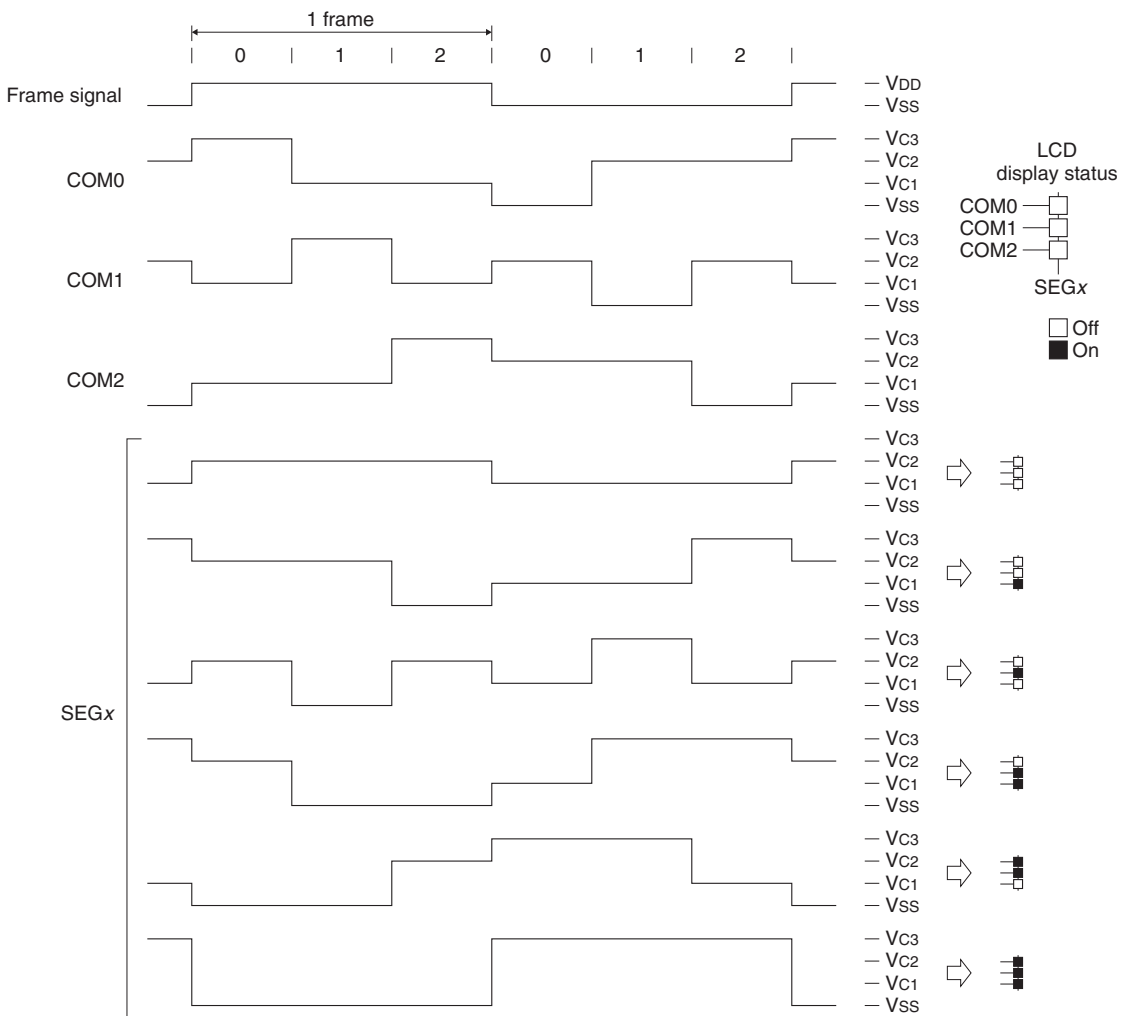 1 frame
0 1 2 0 1 2
Frame signal
VDD
VSS
COM0
VC3
VC2
VC1
VSS
COM1
VC3
VC2
VC1
VSS
COM2
VC3
VC2
VC1
VSS
LCD
display status
COM0
COM1
COM2
SEGx
Off
On
SEGx
VC3
VC2
VC1
VSS
VC3
VC2
VC1
VSS
VC3
VC2
VC1
VSS
VC3
VC2
VC1
VSS
VC3
VC2
VC1
VSS
VC3
VC2
VC1
VSS